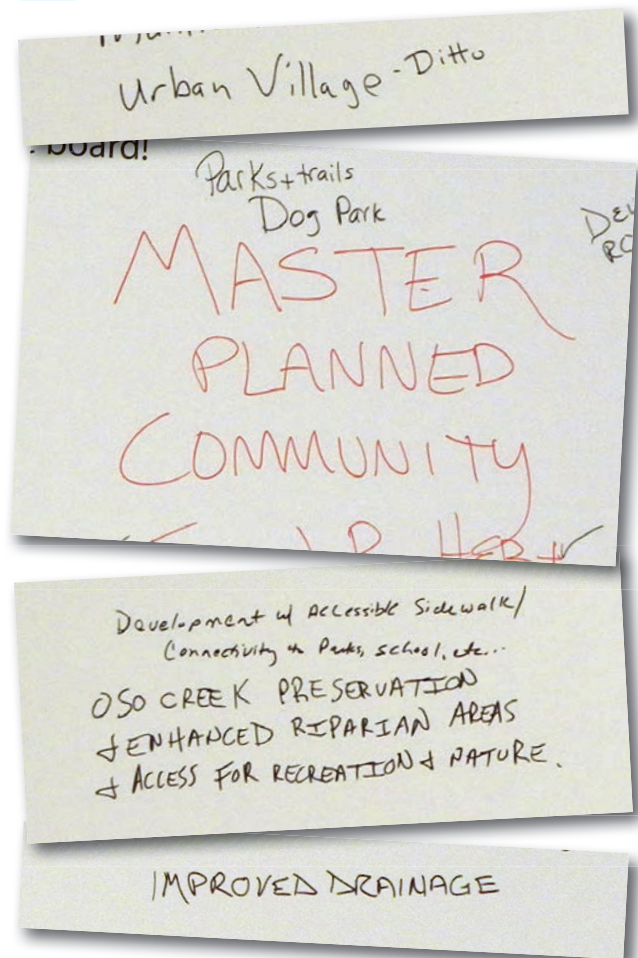 Urban Village - Ditto
board!
Parks + trails
Dog Park
MASTER
PLANNED
COMMUNITY
Development w/ Accessible Sidewalk/
Connectivity to Parks, school, etc...
OSO CREEK PRESERVATION
& ENHANCED RIPARIAN AREAS
& ACCESS FOR RECREATION & NATURE.
IMPROVED DRAINAGE